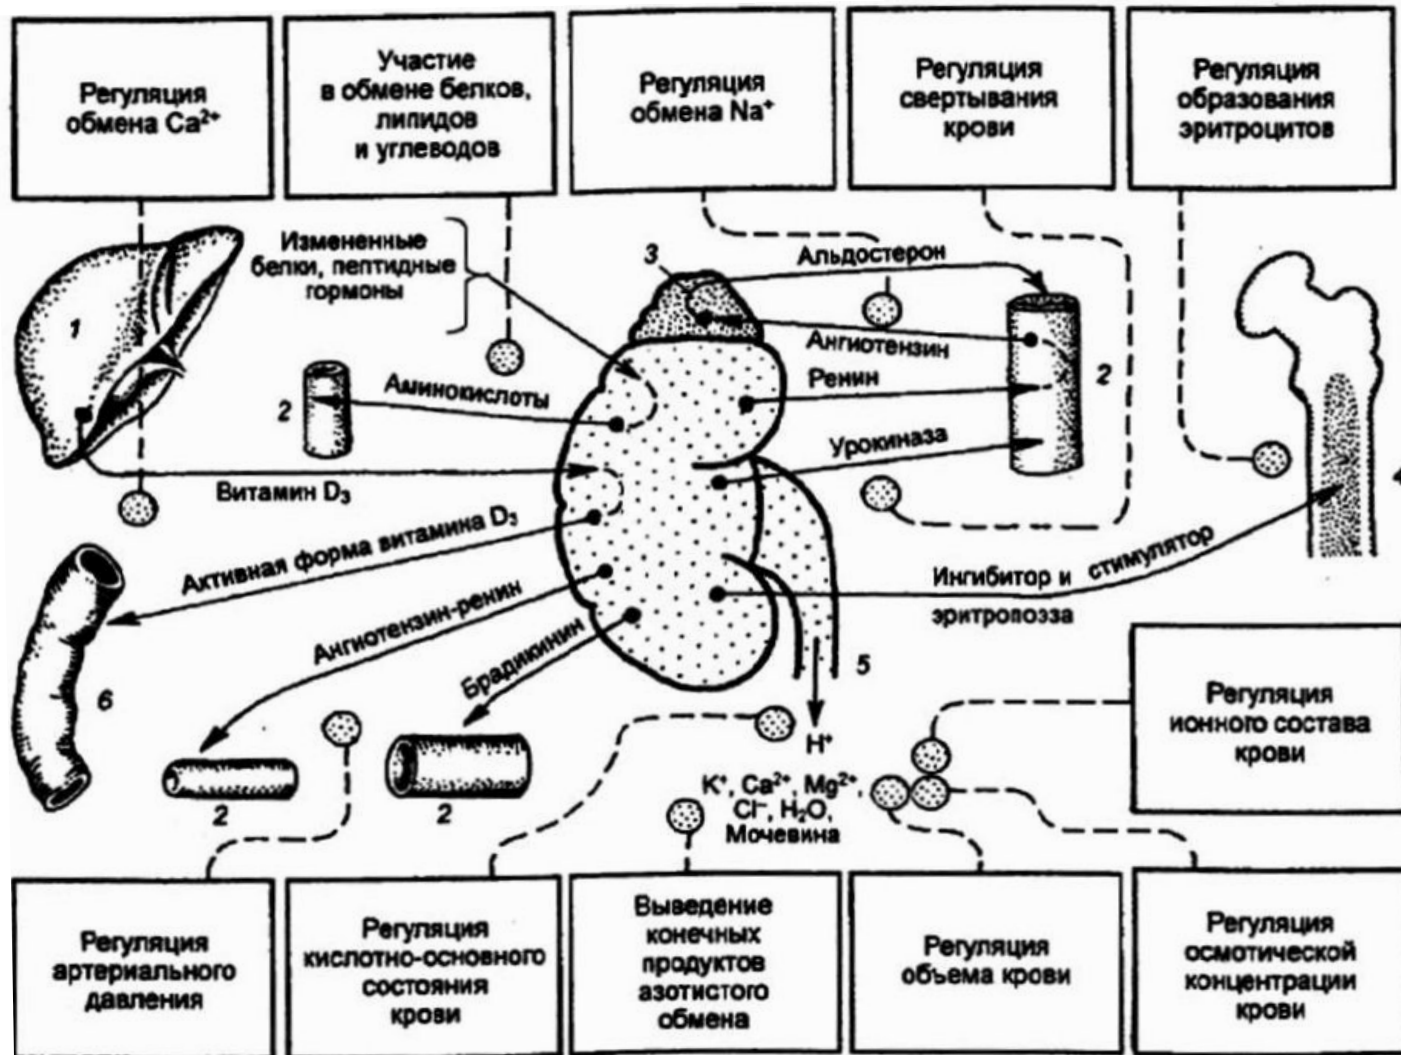 Регуляция
обмена Ca²⁺
Участие
в обмене белков,
липидов
и углеводов
Регуляция
обмена Na⁺
Регуляция
свертывания
крови
Регуляция
образования
эритроцитов
Измененные
белки, пептидные
гормоны
3
Альдостерон
1
Ангиотензин
2
Аминокислоты
Ренин
2
Урокиназа
Витамин D₃
4
Активная форма витамина D₃
Ингибитор и
стимулятор
эритропоэза
Ангиотензин-ренин
Брадикинин
5
6
2
2
H⁺
K⁺, Ca²⁺, Mg²⁺,
Cl⁻, H₂O,
Мочевина
Регуляция
ионного состава
крови
Регуляция
артериального
давления
Регуляция
кислотно-основного
состояния
крови
Выведение
конечных
продуктов
азотистого
обмена
Регуляция
объема крови
Регуляция
осмотической
концентрации
крови